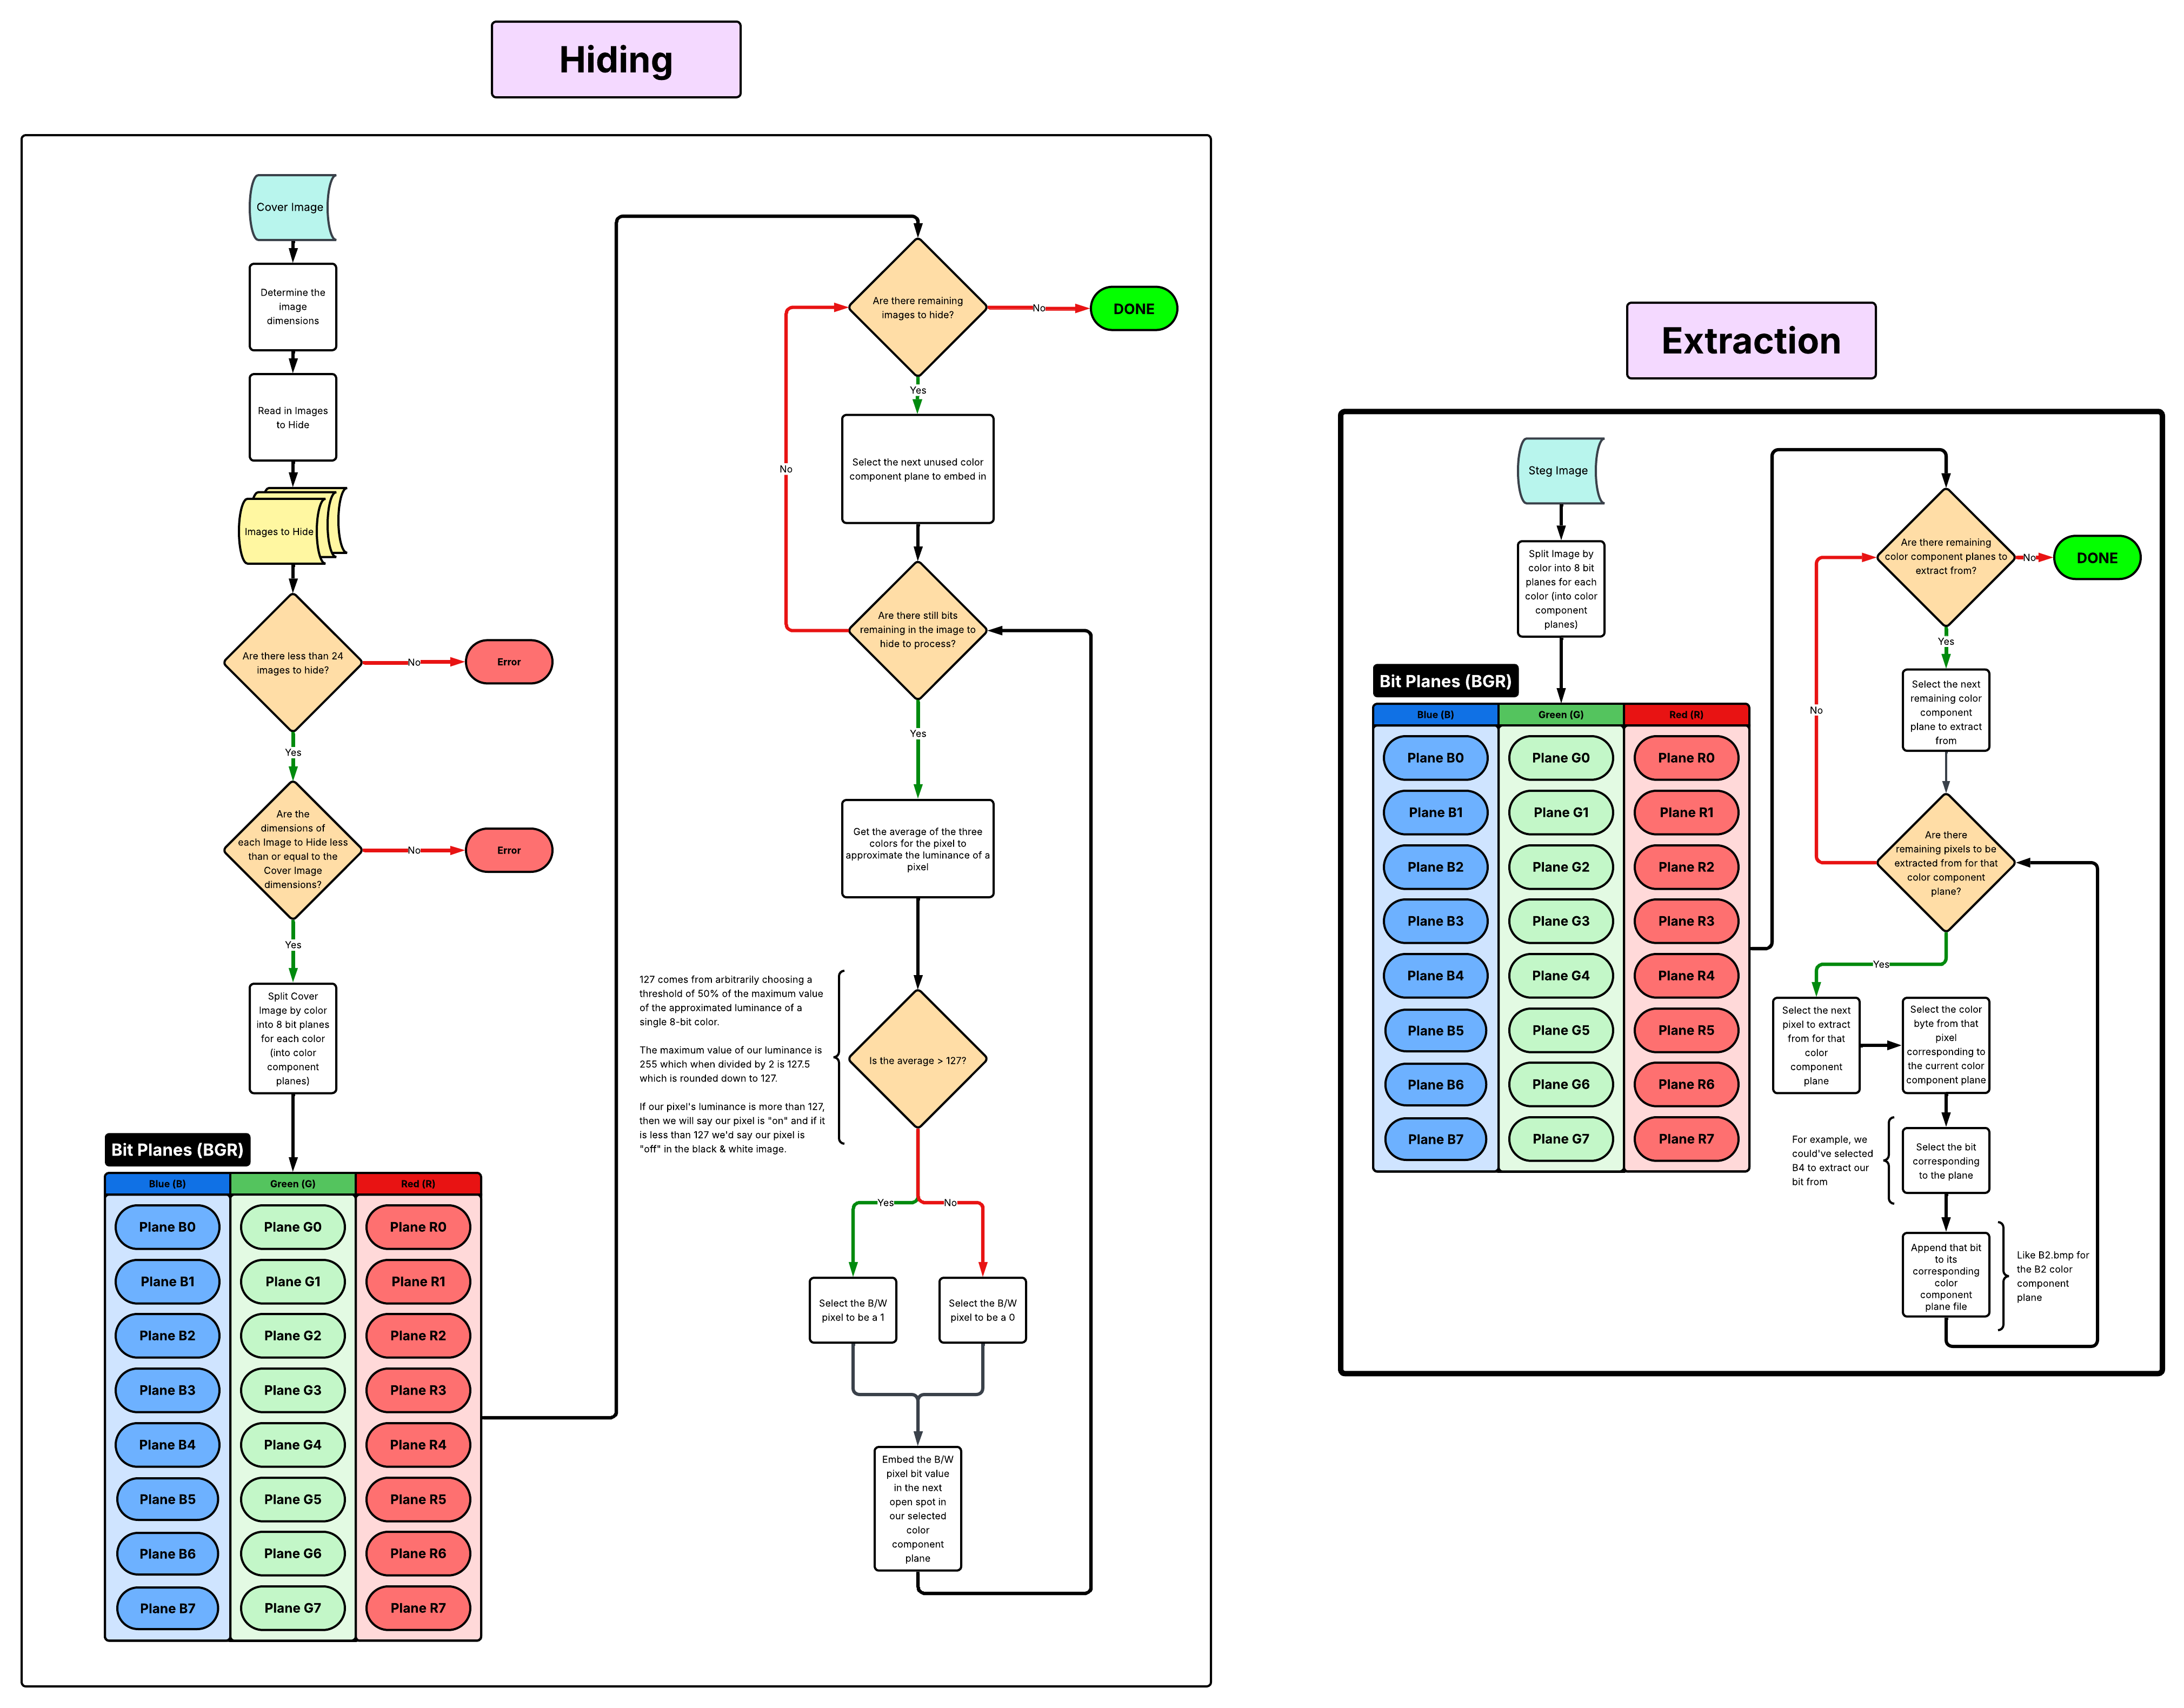 Hiding
Cover Image
Determine the
image
dimensions
Read in Images
to Hide
Images to Hide
Are there less than 24
images to hide?
No
Error
Yes
Are the
dimensions of
each Image to Hide less
than or equal to the
Cover Image
dimensions?
No
Error
Yes
Split Cover
Image by color
into 8 bit planes
for each color
(into color
component
planes)
Bit Planes (BGR)
Blue (B) Green (G) Red (R)
Plane B0 Plane G0 Plane R0
Plane B1 Plane G1 Plane R1
Plane B2 Plane G2 Plane R2
Plane B3 Plane G3 Plane R3
Plane B4 Plane G4 Plane R4
Plane B5 Plane G5 Plane R5
Plane B6 Plane G6 Plane R6
Plane B7 Plane G7 Plane R7
Are there remaining
images to hide?
No
DONE
Yes
Select the next unused color
component plane to embed in
No
Are there still bits
remaining in the image to
hide to process?
Yes
Get the average of the three
colors for the pixel to
approximate the luminance of a
pixel
127 comes from arbitrarily choosing a
threshold of 50% of the maximum value
of the approximated luminance of a
single 8-bit color.
The maximum value of our luminance is
255 which when divided by 2 is 127.5
which is rounded down to 127.
If our pixel's luminance is more than 127,
then we will say our pixel is "on" and if it
is less than 127 we'd say our pixel is
"off" in the black & white image.
Is the average > 127?
Yes
No
Select the B/W
pixel to be a 1
Select the B/W
pixel to be a 0
Embed the B/W
pixel bit value
in the next
open spot in
our selected
color
component
plane
Extraction
Steg Image
Split Image by
color into 8 bit
planes for each
color (into color
component
planes)
Bit Planes (BGR)
Blue (B) Green (G) Red (R)
Plane B0 Plane G0 Plane R0
Plane B1 Plane G1 Plane R1
Plane B2 Plane G2 Plane R2
Plane B3 Plane G3 Plane R3
Plane B4 Plane G4 Plane R4
Plane B5 Plane G5 Plane R5
Plane B6 Plane G6 Plane R6
Plane B7 Plane G7 Plane R7
Are there remaining
color component planes to
extract from?
No
DONE
Yes
Select the next
remaining color
component
plane to extract
from
No
Are there
remaining pixels to be
extracted from for that
color component
plane?
Yes
Select the next
pixel to extract
from for that
color
component
plane
Select the color
byte from that
pixel
corresponding to
the current color
component plane
For example, we
could've selected
B4 to extract our
bit from
Select the bit
corresponding
to the plane
Append that bit
to its
corresponding
color
component
plane file
Like B2.bmp for
the B2 color
component
plane